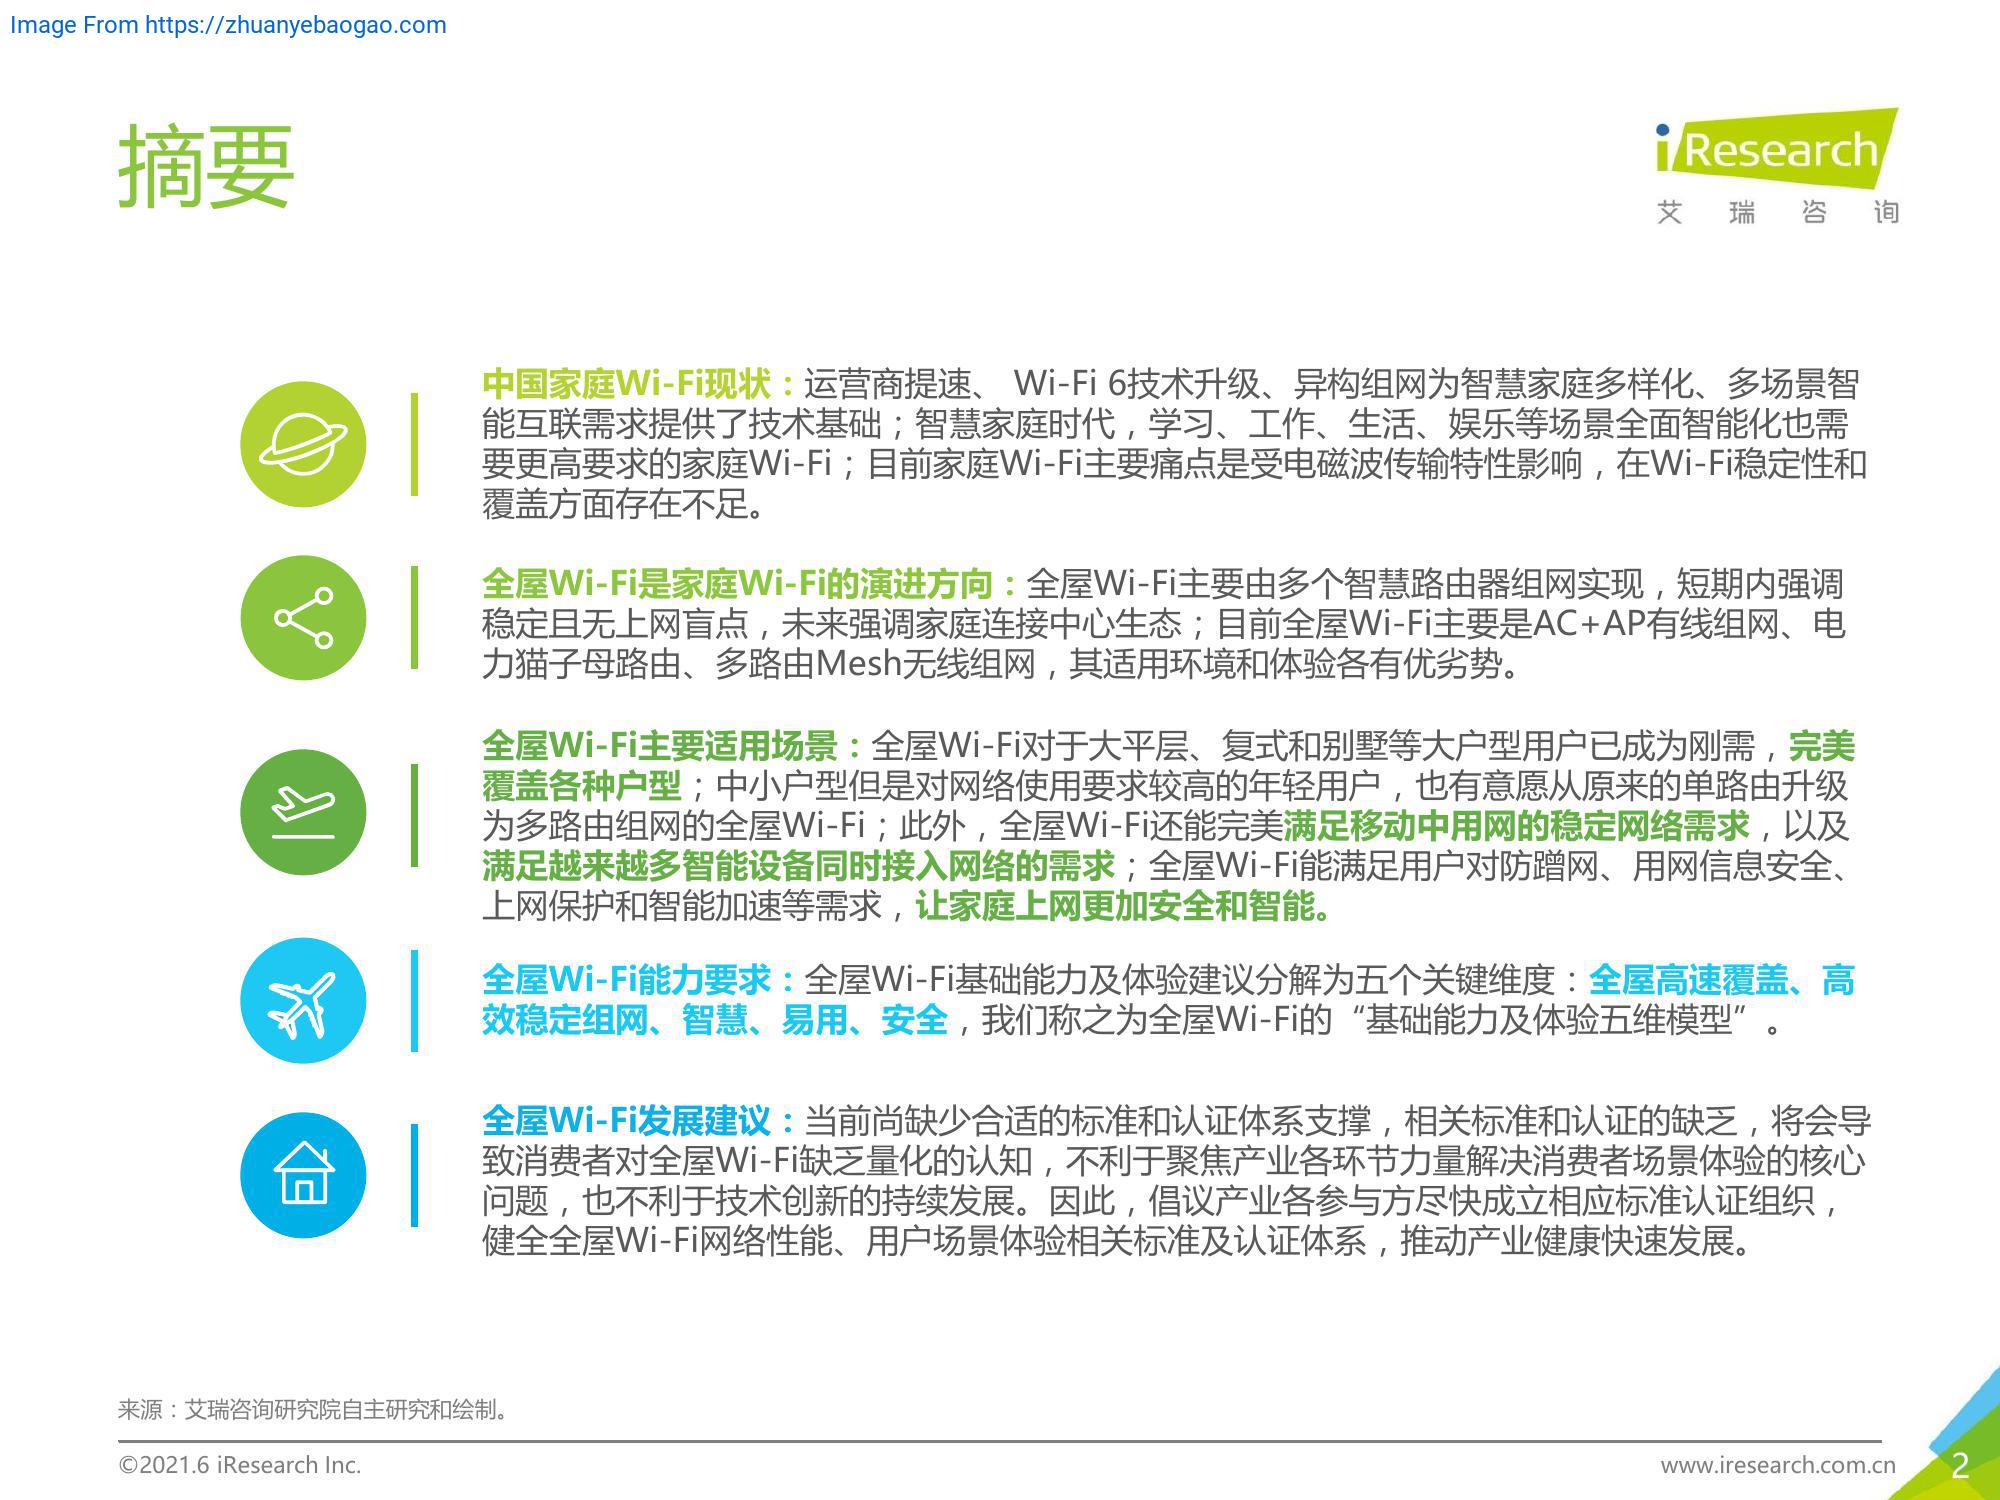 Image From https://zhuanyebaogao.com
摘要
iResearch
艾瑞咨询
中国家庭Wi-Fi现状：运营商提速、 Wi-Fi 6技术升级、异构组网为智慧家庭多样化、多场景智
能互联需求提供了技术基础；智慧家庭时代，学习、工作、生活、娱乐等场景全面智能化也需
要更高要求的家庭Wi-Fi；目前家庭Wi-Fi主要痛点是受电磁波传输特性影响，在Wi-Fi稳定性和
覆盖方面存在不足。
全屋Wi-Fi是家庭Wi-Fi的演进方向：全屋Wi-Fi主要由多个智慧路由器组网实现，短期内强调
稳定且无上网盲点，未来强调家庭连接中心生态；目前全屋Wi-Fi主要是AC+AP有线组网、电
力猫子母路由、多路由Mesh无线组网，其适用环境和体验各有优劣势。
全屋Wi-Fi主要适用场景：全屋Wi-Fi对于大平层、复式和别墅等大户型用户已成为刚需，完美
覆盖各种户型；中小户型但是对网络使用要求较高的年轻用户，也有意愿从原来的单路由升级
为多路由组网的全屋Wi-Fi；此外，全屋Wi-Fi还能完美满足移动中用网的稳定网络需求，以及
满足越来越多智能设备同时接入网络的需求；全屋Wi-Fi能满足用户对防蹭网、用网信息安全、
上网保护和智能加速等需求，让家庭上网更加安全和智能。
全屋Wi-Fi能力要求：全屋Wi-Fi基础能力及体验建议分解为五个关键维度：全屋高速覆盖、高
效稳定组网、智慧、易用、安全，我们称之为全屋Wi-Fi的“基础能力及体验五维模型”。
全屋Wi-Fi发展建议：当前尚缺少合适的标准和认证体系支撑，相关标准和认证的缺乏，将会导
致消费者对全屋Wi-Fi缺乏量化的认知，不利于聚焦产业各环节力量解决消费者场景体验的核心
问题，也不利于技术创新的持续发展。因此，倡议产业各参与方尽快成立相应标准认证组织，
健全全屋Wi-Fi网络性能、用户场景体验相关标准及认证体系，推动产业健康快速发展。
来源：艾瑞咨询研究院自主研究和绘制。
©2021.6 iResearch Inc.
www.iresearch.com.cn
2